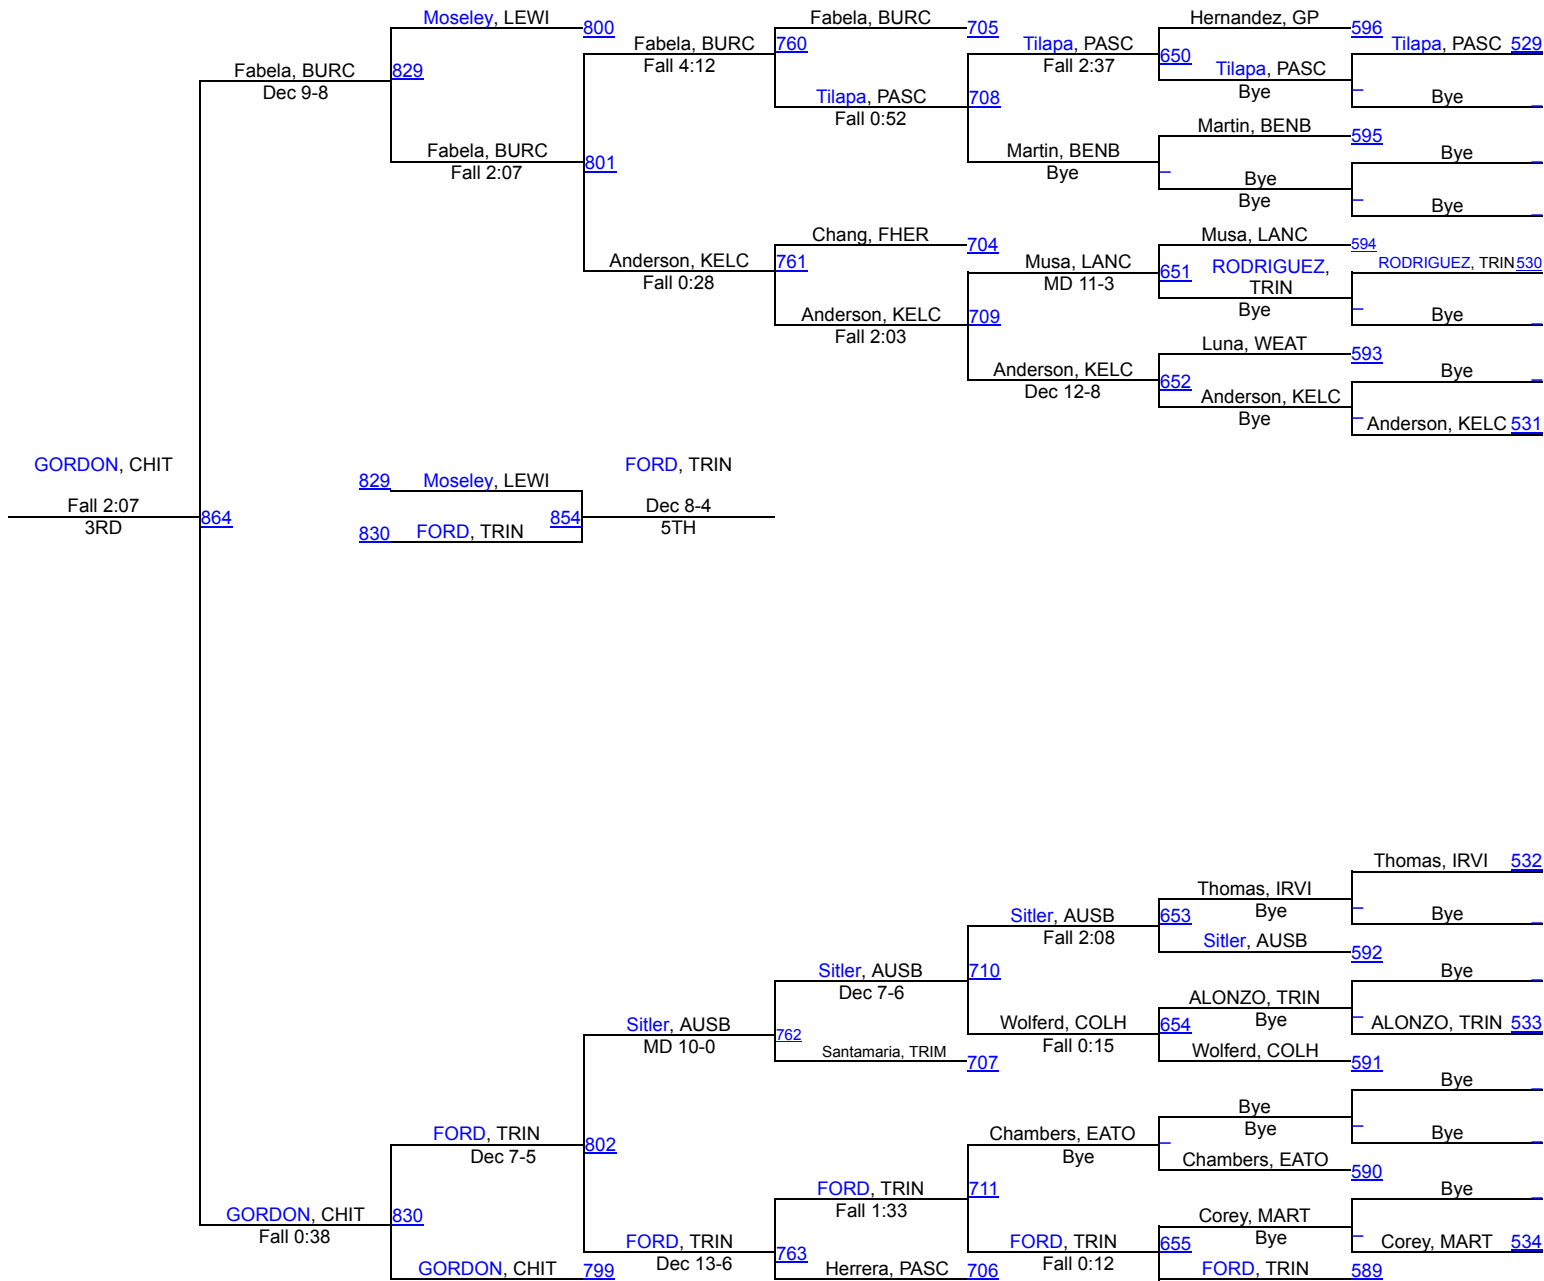 Moseley, LEWI 800
Fabela, BURC 705
Hernandez, GP 596
Fabela, BURC 760
Fall 4:12
Tilapa, PASC
Fall 2:37
650
Tilapa, PASC 529
Fabela, BURC 829
Dec 9-8
Tilapa, PASC
Bye
Tilapa, PASC 708
Fall 0:52
_
Bye _
Martin, BENB 595
Fabela, BURC
Fall 2:07
801
Martin, BENB
Bye
Bye _
_
Bye
Bye
_
Bye _
Chang, FHER 704
Musa, LANC 594
Anderson, KELC 761
Fall 0:28
Musa, LANC
MD 11-3
651
RODRIGUEZ,
TRIN
Bye
RODRIGUEZ, TRIN 530
Anderson, KELC 709
Fall 2:03
_
Bye _
Luna, WEAT 593
Anderson, KELC 652
Dec 12-8
Bye _
Anderson, KELC
Bye
_
Anderson, KELC 531
GORDON, CHIT
Fall 2:07
3RD
864
829 Moseley, LEWI
830 FORD, TRIN
854
FORD, TRIN
Dec 8-4
5TH
Thomas, IRVI 532
Thomas, IRVI
Bye
_
Bye _
Sitler, AUSB 653
Fall 2:08
Sitler, AUSB 592
Sitler, AUSB 710
Dec 7-6
Bye _
ALONZO, TRIN
Bye
_
ALONZO, TRIN 533
Sitler, AUSB 762
MD 10-0
Wolferd, COLH 654
Fall 0:15
Santamaria, TRIM 707
Wolferd, COLH 591
Bye _
Bye
Bye
_
Bye _
FORD, TRIN 802
Dec 7-5
Chambers, EATO
Bye
_
Chambers, EATO 590
FORD, TRIN 711
Fall 1:33
Bye _
GORDON, CHIT 830
Fall 0:38
Corey, MART
Bye
_
Corey, MART 534
FORD, TRIN 763
Dec 13-6
FORD, TRIN 655
Fall 0:12
GORDON, CHIT 799
Herrera, PASC 706
FORD, TRIN 589